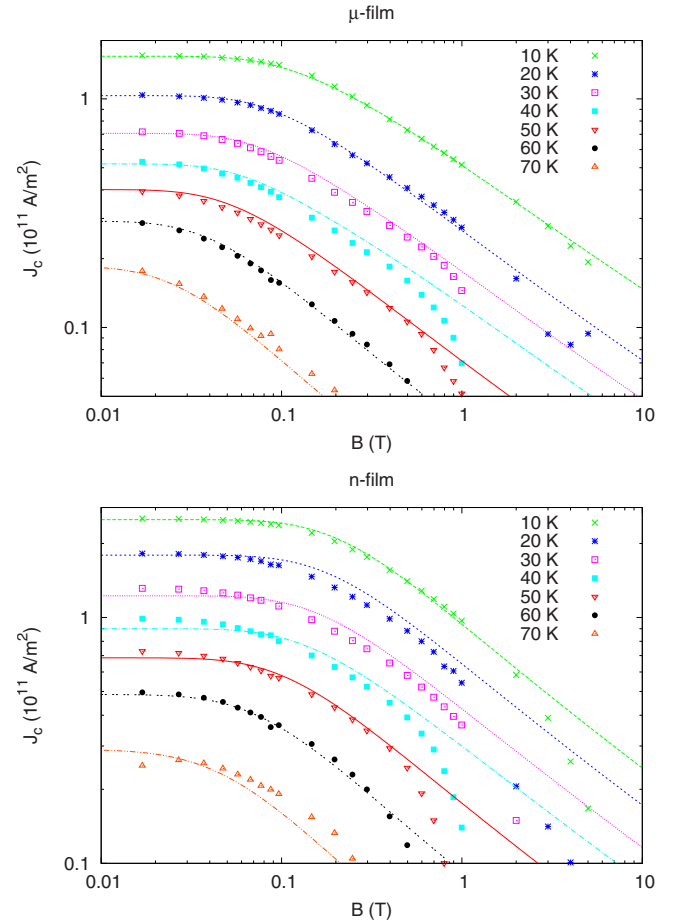 μ-film
10 K
20 K
30 K
40 K
50 K
60 K
70 K
1
0.1
J_c (10^11 A/m^2)
0.01 0.1 1 10
B (T)
n-film
10 K
20 K
30 K
40 K
50 K
60 K
70 K
1
0.1
J_c (10^11 A/m^2)
0.01 0.1 1 10
B (T)